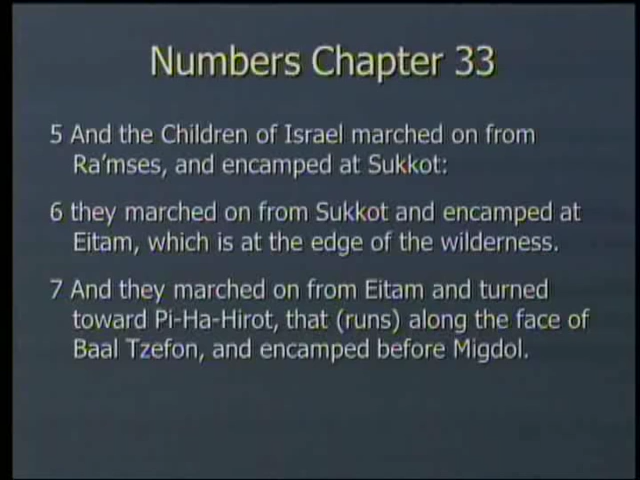 Numbers Chapter 33
5 And the Children of Israel marched on from
Ra'mses, and encamped at Sukkot:
6 they marched on from Sukkot and encamped at
Eitam, which is at the edge of the wilderness.
7 And they marched on from Eitam and turned
toward Pi-Ha-Hirot, that (runs) along the face of
Baal Tzefon, and encamped before Migdol.